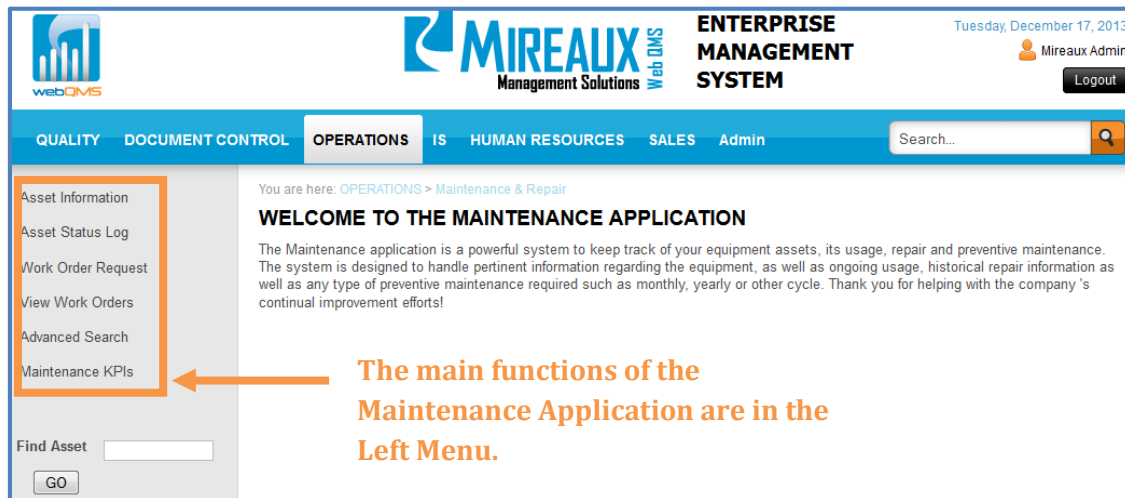 webQMS
MIREAUX
Management Solutions
Web QMS
ENTERPRISE
MANAGEMENT
SYSTEM
Tuesday, December 17, 2013
Mireaux Admin
Logout
QUALITY DOCUMENT CONTROL OPERATIONS IS HUMAN RESOURCES SALES Admin
Search...
Asset Information
Asset Status Log
Work Order Request
View Work Orders
Advanced Search
Maintenance KPIs
Find Asset
GO
You are here: OPERATIONS > Maintenance & Repair
WELCOME TO THE MAINTENANCE APPLICATION
The Maintenance application is a powerful system to keep track of your equipment assets, its usage, repair and preventive maintenance.
The system is designed to handle pertinent information regarding the equipment, as well as ongoing usage, historical repair information as
well as any type of preventive maintenance required such as monthly, yearly or other cycle. Thank you for helping with the company 's
continual improvement efforts!
The main functions of the
Maintenance Application are in the
Left Menu.